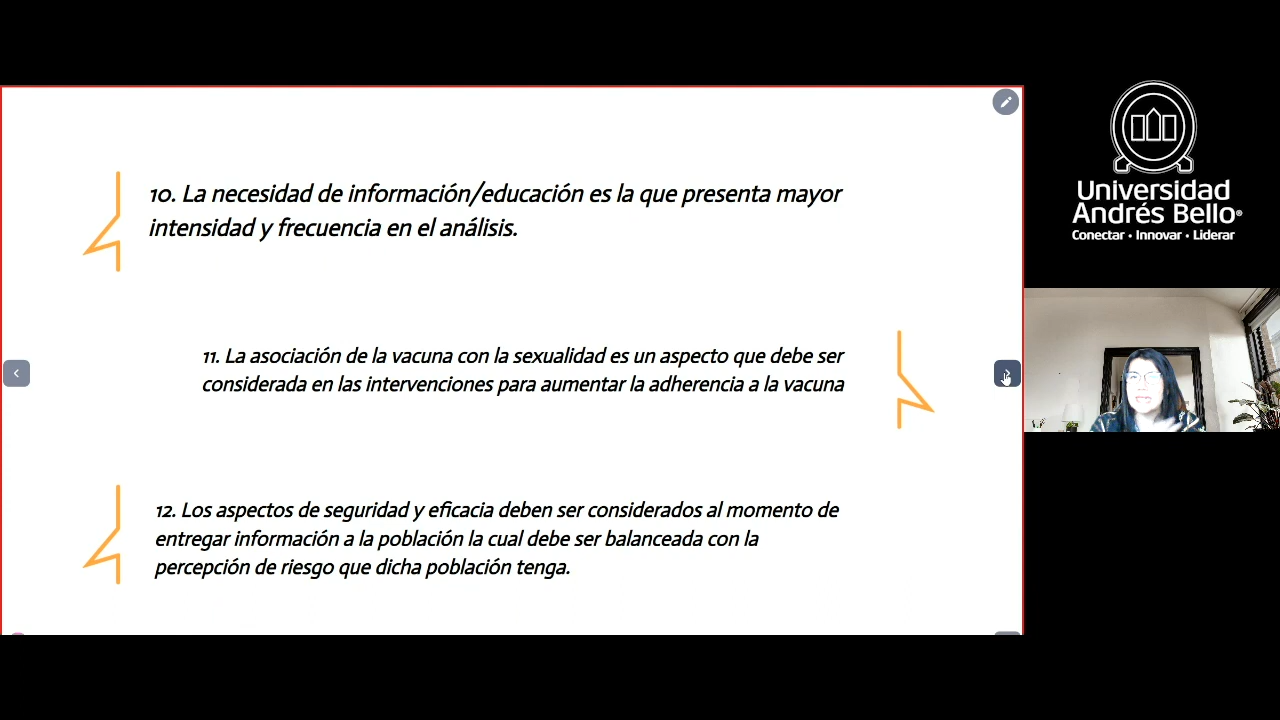 10. La necesidad de información/educación es la que presenta mayor
intensidad y frecuencia en el análisis.
11. La asociación de la vacuna con la sexualidad es un aspecto que debe ser
considerada en las intervenciones para aumentar la adherencia a la vacuna
12. Los aspectos de seguridad y eficacia deben ser considerados al momento de
entregar información a la población la cual debe ser balanceada con la
percepción de riesgo que dicha población tenga.
Universidad
Andrés Bello®
Conectar • Innovar • Liderar